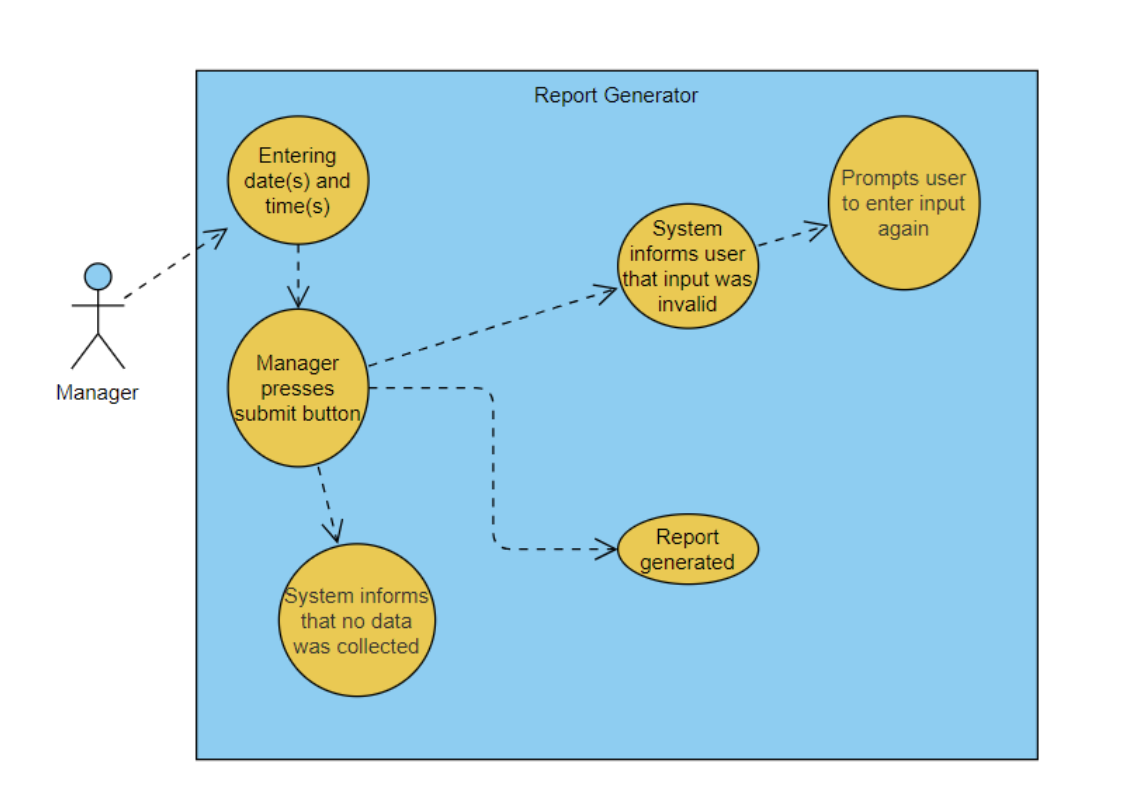 Report Generator
Entering
date(s) and
time(s)
Prompts user
to enter input
again
System
informs user
that input was
invalid
Manager
Manager
presses
submit button
Report
generated
System informs
that no data
was collected